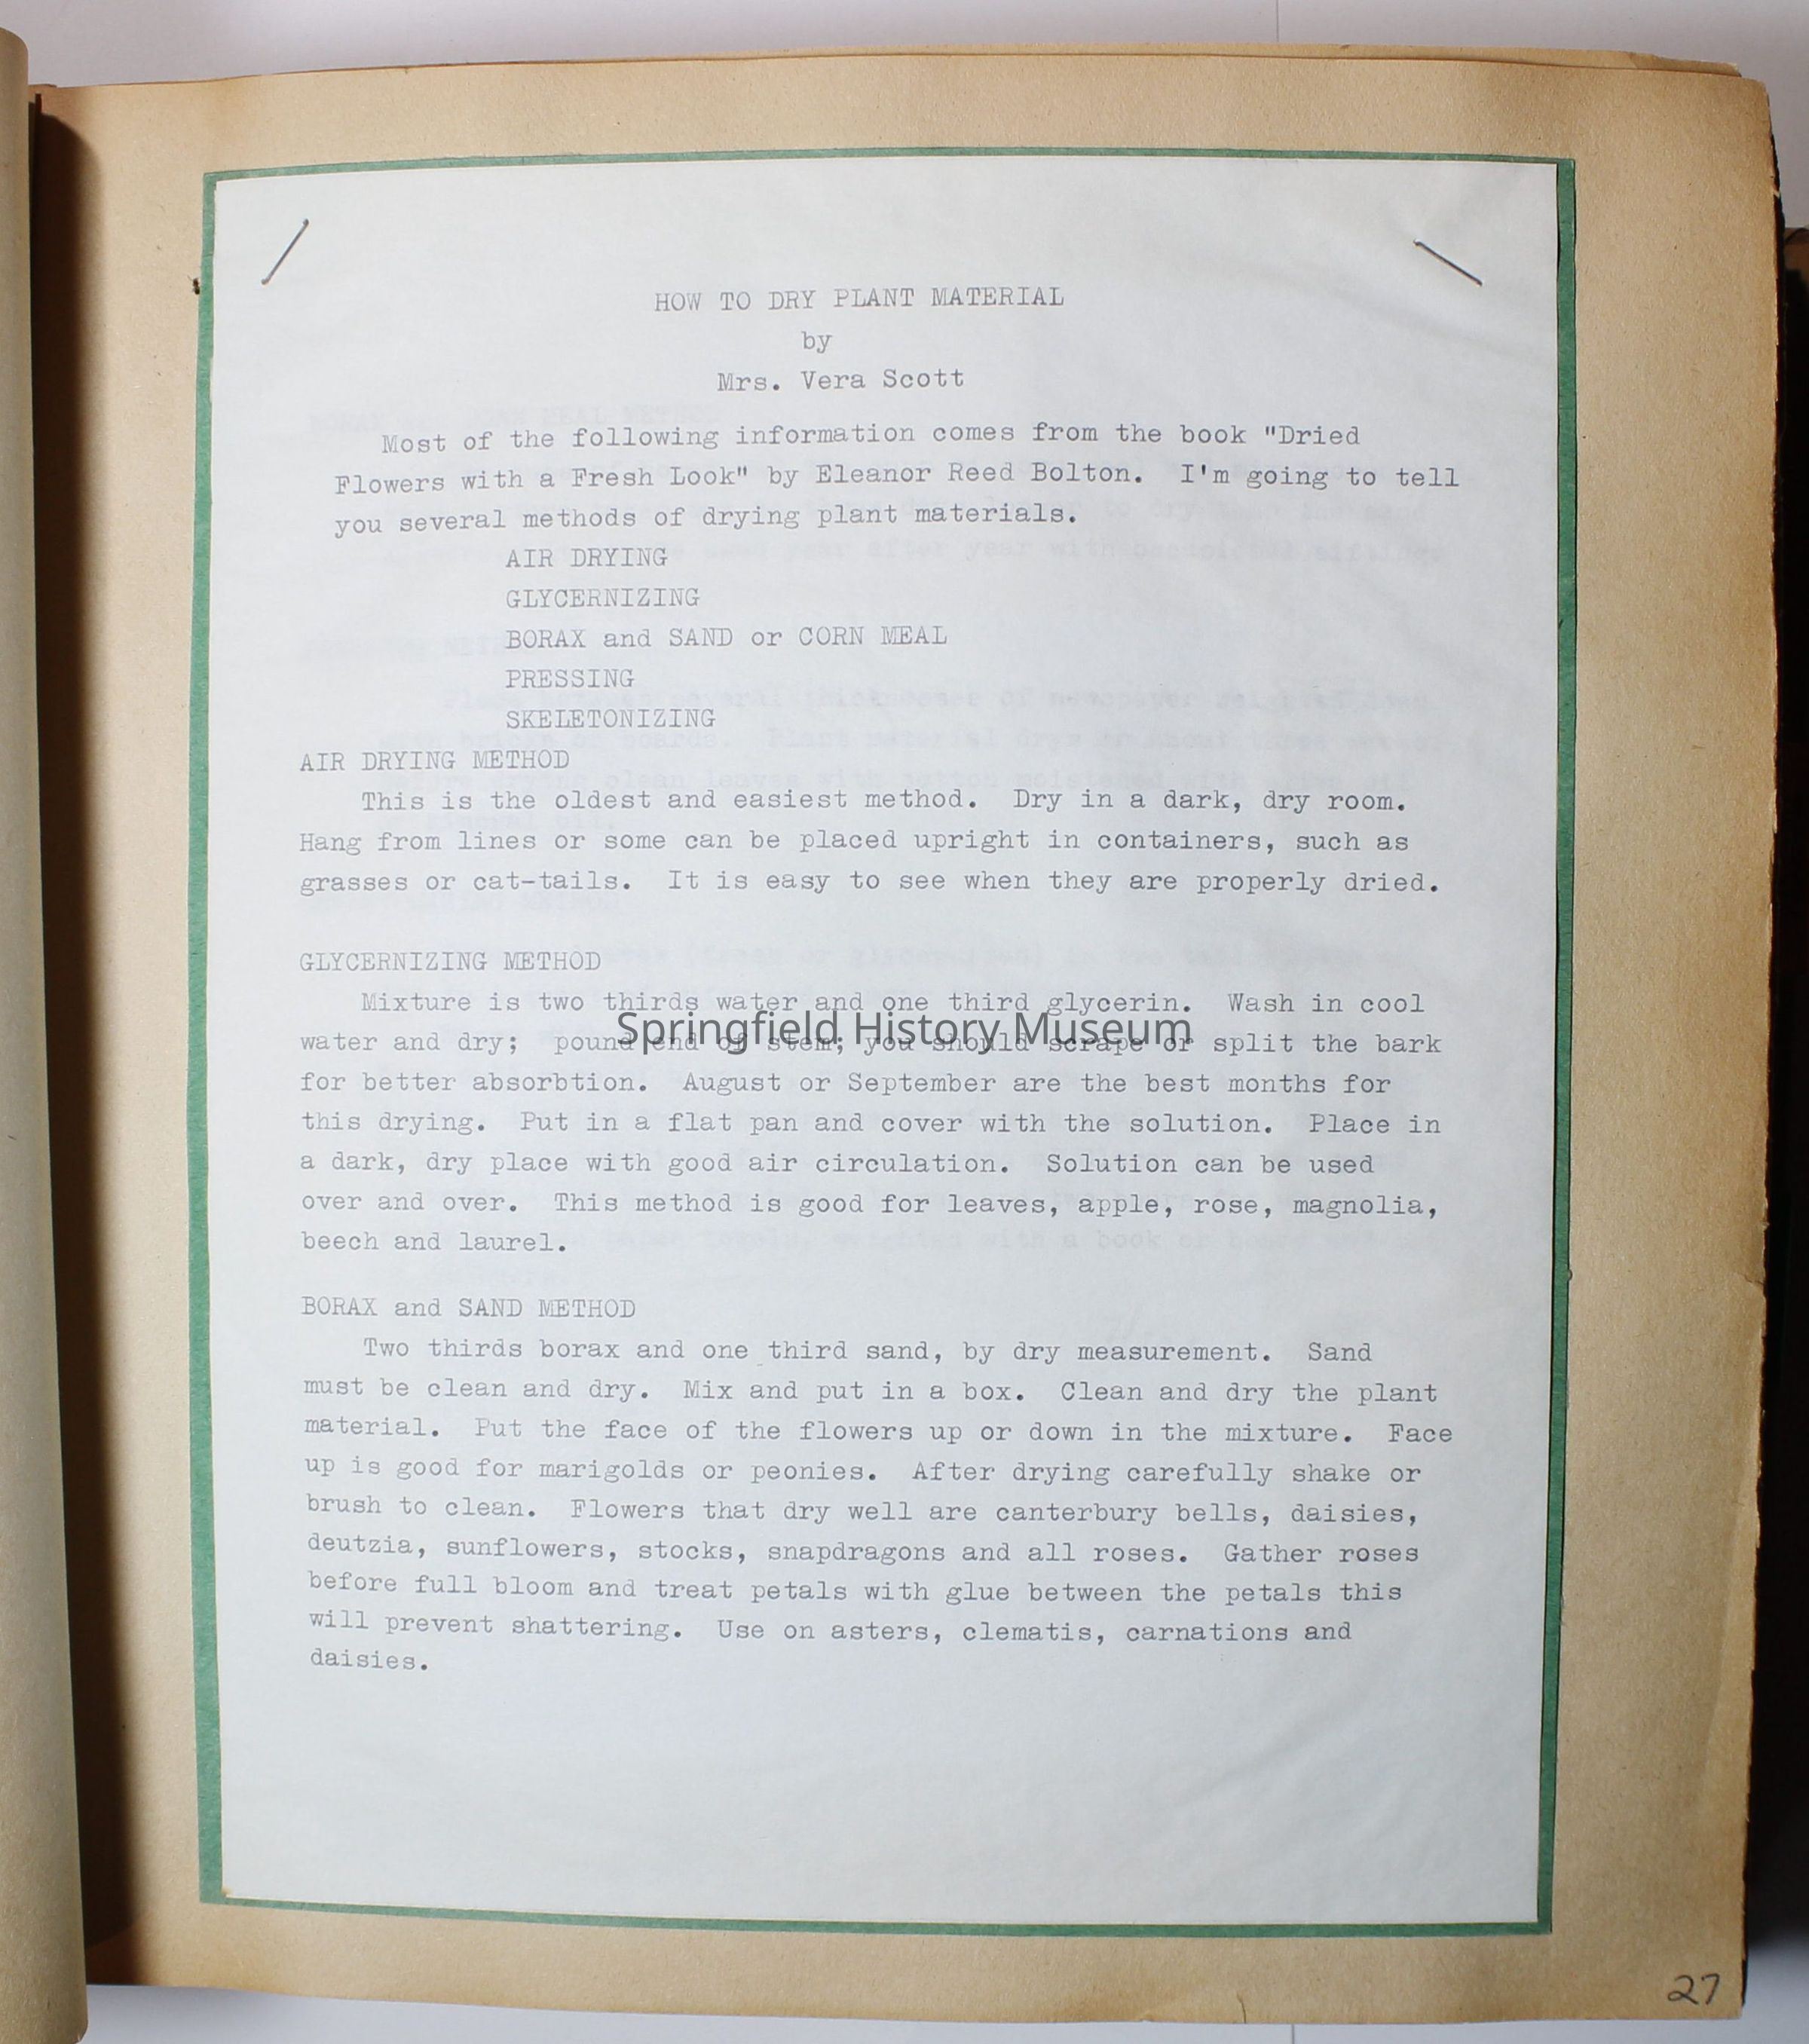 HOW TO DRY PLANT MATERIAL
by
Mrs. Vera Scott
Most of the following information comes from the book "Dried
Flowers with a Fresh Look" by Eleanor Reed Bolton. I'm going to tell
you several methods of drying plant materials.
AIR DRYING
GLYCERNIZING
BORAX and SAND or CORN MEAL
PRESSING
SKELETONIZING
AIR DRYING METHOD
This is the oldest and easiest method. Dry in a dark, dry room.
Hang from lines or some can be placed upright in containers, such as
grasses or cat-tails. It is easy to see when they are properly dried.
GLYCERNIZING METHOD
Mixture is two thirds water and one third glycerin. Wash in cool
Springfield History Museum
water and dry; pound end of stem; you should scrape or split the bark
for better absorbtion. August or September are the best months for
this drying. Put in a flat pan and cover with the solution. Place in
a dark, dry place with good air circulation. Solution can be used
over and over. This method is good for leaves, apple, rose, magnolia,
beech and laurel.
BORAX and SAND METHOD
Two thirds borax and one third sand, by dry measurement. Sand
must be clean and dry. Mix and put in a box. Clean and dry the plant
material. Put the face of the flowers up or down in the mixture. Face
up is good for marigolds or peonies. After drying carefully shake or
brush to clean. Flowers that dry well are canterbury bells, daisies,
deutzia, sunflowers, stocks, snapdragons and all roses. Gather roses
before full bloom and treat petals with glue between the petals this
will prevent shattering. Use on asters, clematis, carnations and
daisies.
27